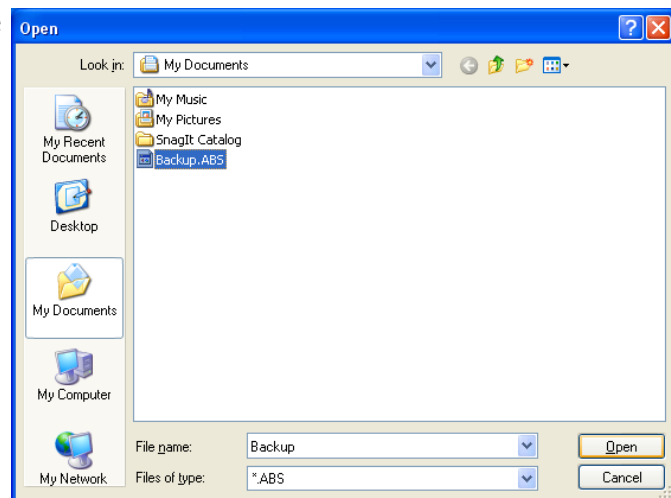 Open
Look in: My Documents
My Music
My Pictures
SnagIt Catalog
Backup.ABS
My Recent
Documents
Desktop
My Documents
My Computer
My Network
File name: Backup Open
Files of type: *.ABS Cancel